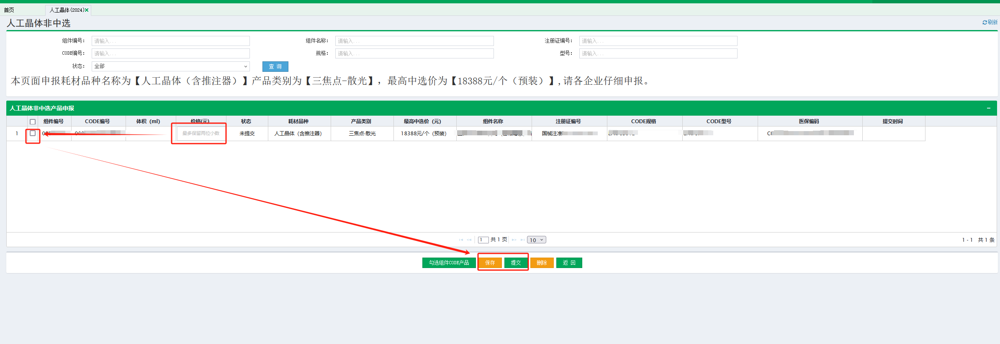 首页 人工晶体(2024)
人工晶体非中选 刷新
组件编号： 请输入... 组件名称： 请输入... 注册证编号： 请输入...
CODE编号： 请输入... 规格： 请输入... 型号： 请输入...
状态： 全部 查 询
本页面申报耗材品种名称为【人工晶体（含推注器）】产品类别为【三焦点-散光】，最高中选价为【18388元/个（预装）】,请各企业仔细申报。
人工晶体非中选产品申报
组件编号 CODE编号 体积（ml） 价格(元) 状态 耗材品种 产品类别 最高中选价（元） 组件名称 注册证编号 CODE规格 CODE型号 医保编码 提交时间
1 最多保留两位小数 未提交 人工晶体（含推注器） 三焦点-散光 18388元/个（预装） 国械注准
1 共 1 页 10 1 - 1 共 1 条
勾选组件CODE产品 保存 提交 删除 返 回